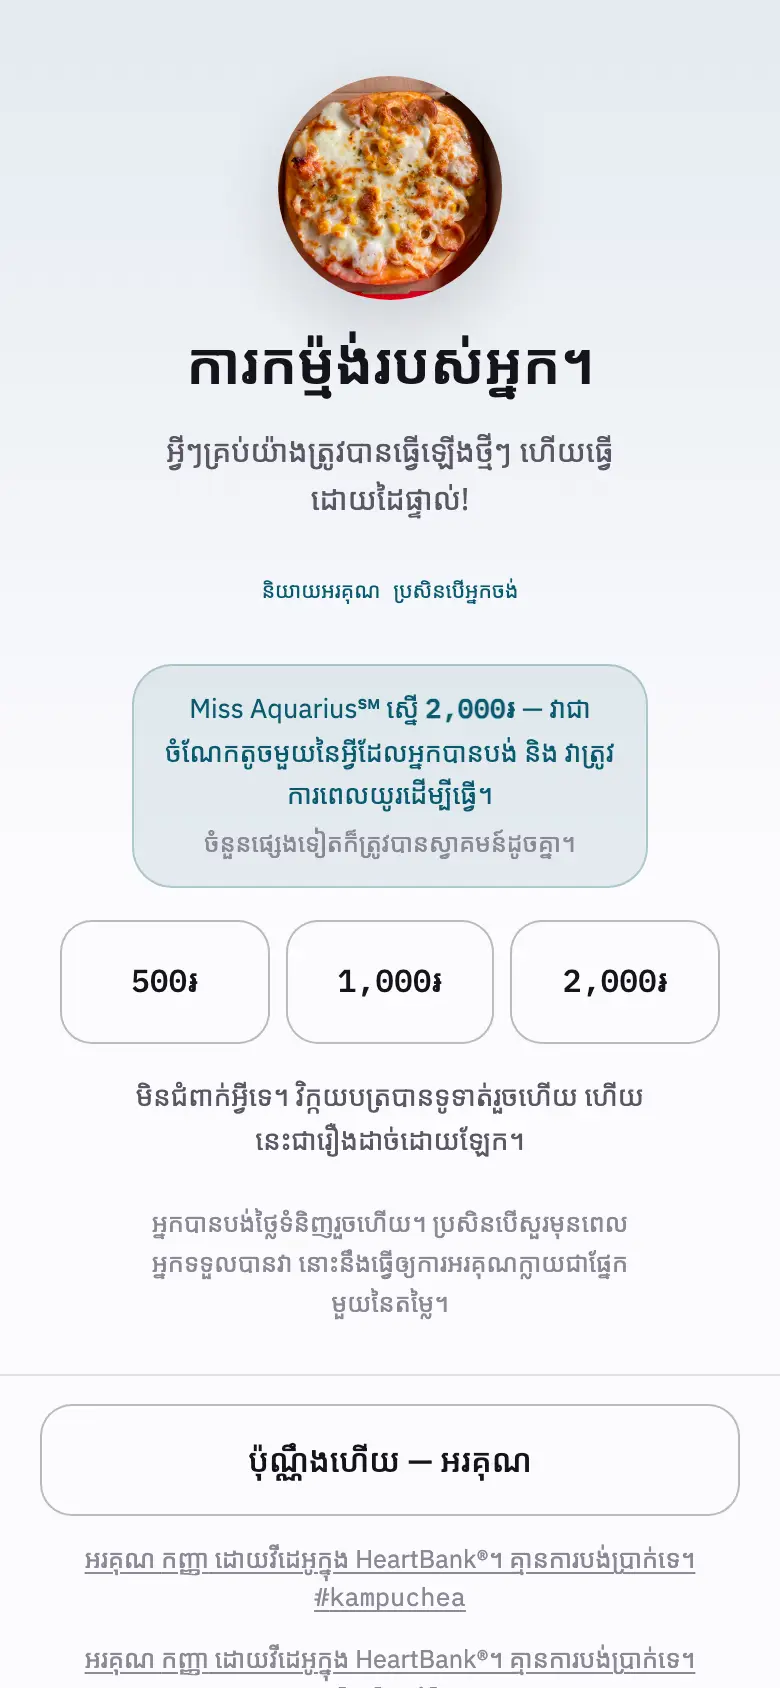 ការកម្ម៉ង់របស់អ្នក។
អ្វីៗគ្រប់យ៉ាងត្រូវបានធ្វើឡើងថ្មីៗ ហើយធ្វើ
ដោយដៃផ្ទាល់!
និយាយអរគុណ ប្រសិនបើអ្នកចង់
Miss Aquarius℠ ស្នើ 2,000៛ — វាជា
ចំណែកតូចមួយនៃអ្វីដែលអ្នកបានបង់ និង វាត្រូវ
ការពេលយូរដើម្បីធ្វើ។
ចំនួនផ្សេងទៀតក៏ត្រូវបានស្វាគមន៍ដូចគ្នា។
500៛
1,000៛
2,000៛
មិនជំពាក់អ្វីទេ។ វិក្កយបត្របានទូទាត់រួចហើយ ហើយ
នេះជារឿងដាច់ដោយឡែក។
អ្នកបានបង់ថ្លៃទំនិញរួចហើយ។ ប្រសិនបើសួរមុនពេល
អ្នកទទួលបានវា នោះនឹងធ្វើឲ្យការអរគុណក្លាយជាផ្នែក
មួយនៃតម្លៃ។
ប៉ុណ្ណឹងហើយ — អរគុណ
អរគុណ កញ្ញា ដោយវីដេអូក្នុង HeartBank®។ គ្មានការបង់ប្រាក់ទេ។
#kampuchea
អរគុណ កញ្ញា ដោយវីដេអូក្នុង HeartBank®។ គ្មានការបង់ប្រាក់ទេ។